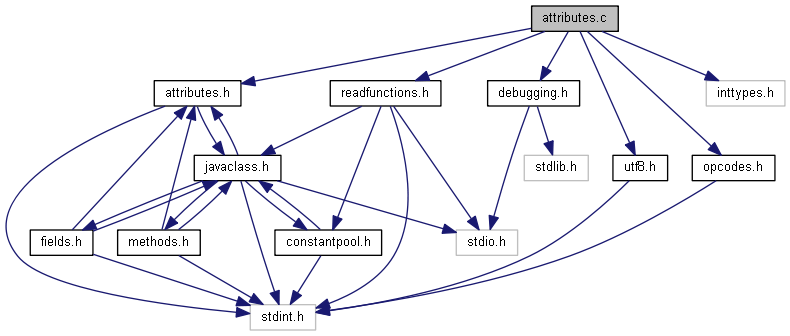 attributes.c
attributes.h
readfunctions.h
debugging.h
inttypes.h
javaclass.h
stdlib.h
utf8.h
opcodes.h
fields.h
methods.h
constantpool.h
stdio.h
stdint.h